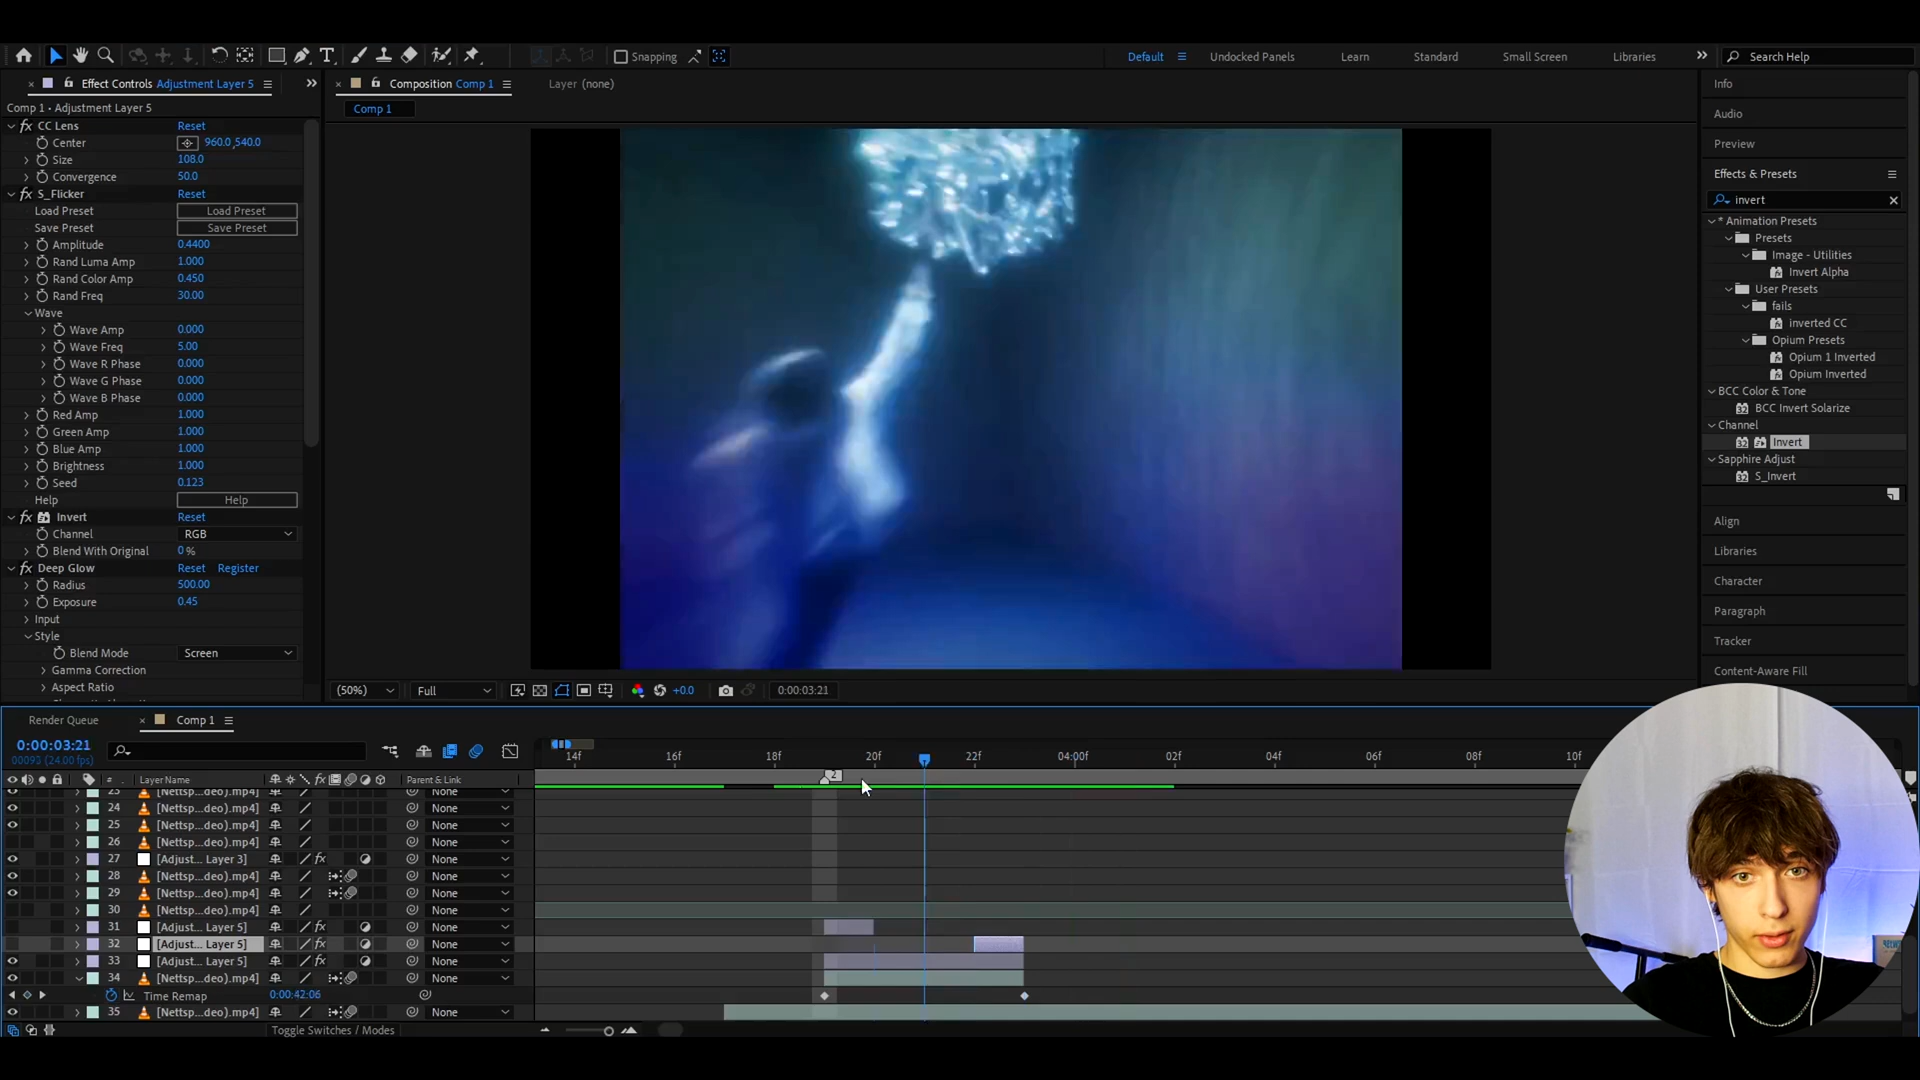 Snapping
Default
Undocked Panels
Learn
Standard
Small Screen
Libraries
Search Help
Effect Controls Adjustment Layer 5
Comp 1 • Adjustment Layer 5
fx CC Lens Reset
Center 960.0,540.0
Size 108.0
Convergence 50.0
fx S_Flicker Reset
Load Preset Load Preset
Save Preset Save Preset
Amplitude 0.4400
Rand Luma Amp 1.000
Rand Color Amp 0.450
Rand Freq 30.00
Wave
Wave Amp 0.000
Wave Freq 5.00
Wave R Phase 0.000
Wave G Phase 0.000
Wave B Phase 0.000
Red Amp 1.000
Green Amp 1.000
Blue Amp 1.000
Brightness 1.000
Seed 0.123
Help Help
fx Invert Reset
Channel RGB
Blend With Original 0 %
fx Deep Glow Reset Register
Radius 500.00
Exposure 0.45
Input
Style
Blend Mode Screen
Gamma Correction
Aspect Ratio
Composition Comp 1
Layer (none)
Comp 1
(50%) Full +0.0 0:00:03:21
Info
Audio
Preview
Effects & Presets
invert
* Animation Presets
Presets
Image - Utilities
Invert Alpha
User Presets
fails
inverted CC
Opium Presets
Opium 1 Inverted
Opium Inverted
BCC Color & Tone
32 BCC Invert Solarize
Channel
32 Invert
Sapphire Adjust
32 S_Invert
Align
Libraries
Character
Paragraph
Tracker
Content-Aware Fill
Render Queue
Comp 1
0:00:03:21
00093 (24.00 fps)
14f 16f 18f 20f 22f 04:00f 02f 04f 06f 08f 10f
# Layer Name fx Parent & Link
2
23 [Nettsp...deo).mp4] None
24 [Nettsp...deo).mp4] None
25 [Nettsp...deo).mp4] None
26 [Nettsp...deo).mp4] None
27 [Adjust... Layer 3] fx None
28 [Nettsp...deo).mp4] None
29 [Nettsp...deo).mp4] None
30 [Nettsp...deo).mp4] None
31 [Adjust... Layer 5] fx None
32 [Adjust... Layer 5] fx None
33 [Adjust... Layer 5] fx None
34 [Nettsp...deo).mp4] None
Time Remap 0:00:42:06
35 [Nettsp...deo).mp4] None
Toggle Switches / Modes